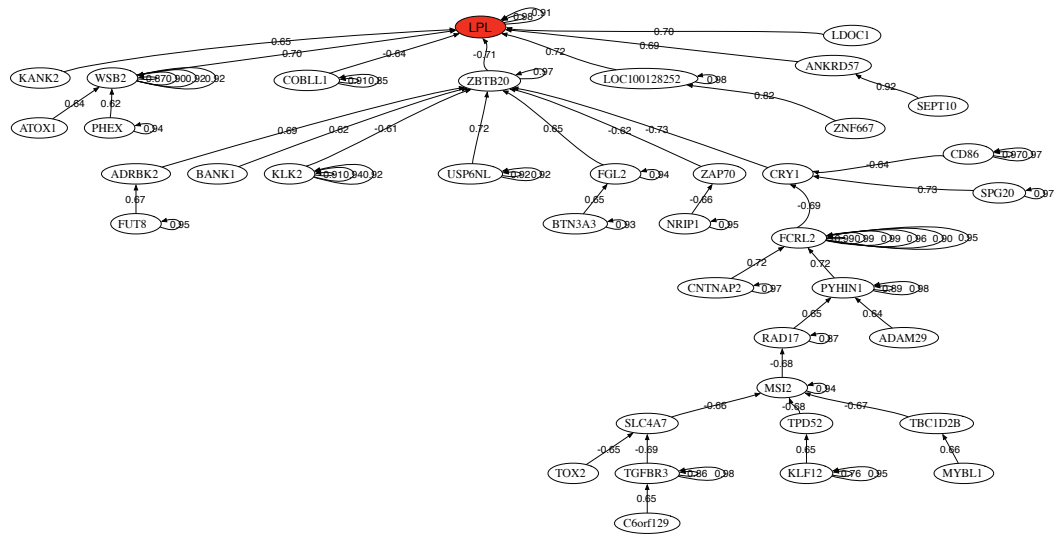 LPL 0.98 0.91
0.65 0.70 -0.64 -0.71 0.72 0.69 0.70 LDOC1
KANK2 WSB2 0.87 0.90 0.92 0.92 COBLL1 0.91 0.85 ZBTB20 0.97 LOC100128252 0.98 ANKRD57
0.64 0.62 0.82 0.92
ATOX1 PHEX 0.94 ZNF667 SEPT10
0.69 0.62 -0.61 0.72 0.65 -0.62 -0.73
CD86 0.97 0.97
-0.64
ADRBK2 BANK1 KLK2 0.91 0.94 0.92 USP6NL 0.92 0.92 FGL2 0.94 ZAP70 CRY1
0.67 0.65 -0.66 0.73 SPG20 0.97
-0.69
FUT8 0.95 BTN3A3 0.93 NRIP1 0.95
FCRL2 0.99 0.99 0.99 0.96 0.90 0.95
0.72 0.72
CNTNAP2 0.97 PYHIN1 0.89 0.98
0.65 0.64
RAD17 0.87 ADAM29
-0.68
MSI2 0.94
-0.66 -0.68 -0.67
SLC4A7 TPD52 TBC1D2B
-0.65 -0.69 0.65 0.66
TOX2 TGFBR3 0.86 0.98 KLF12 0.76 0.95 MYBL1
0.65
C6orf129